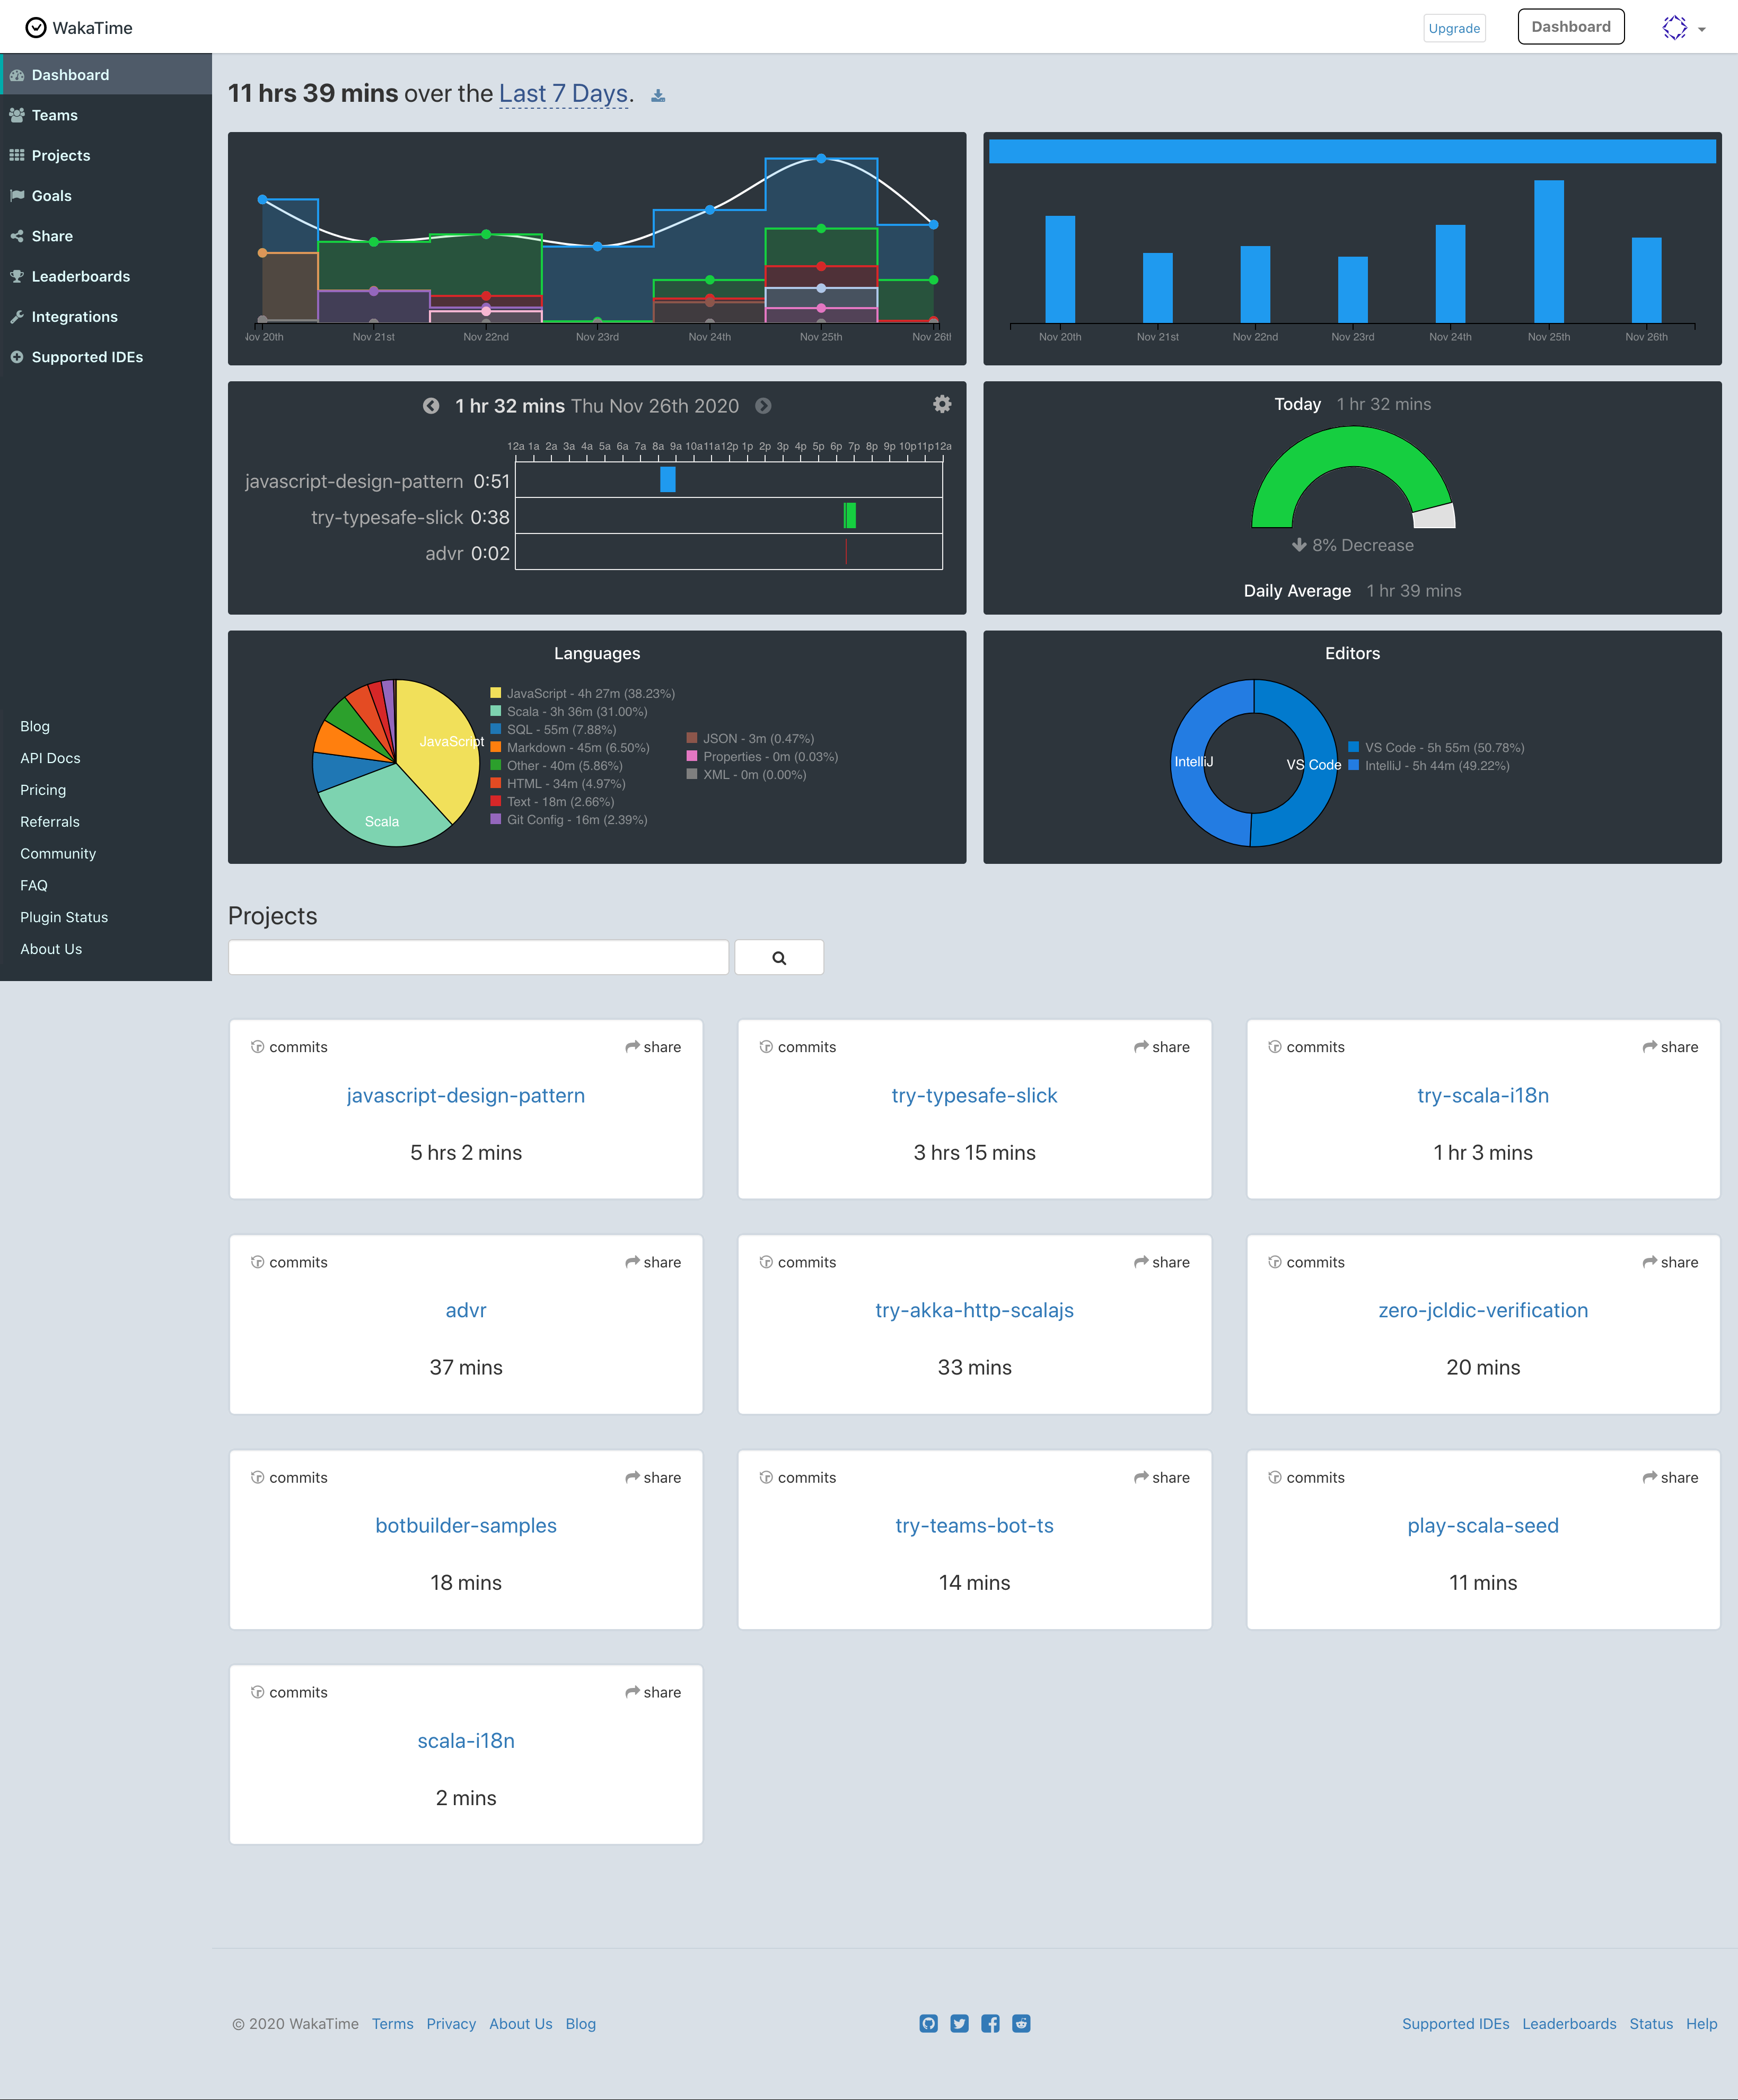 WakaTime
Upgrade
Dashboard
Dashboard
Teams
Projects
Goals
Share
Leaderboards
Integrations
Supported IDEs
Blog
API Docs
Pricing
Referrals
Community
FAQ
Plugin Status
About Us
11 hrs 39 mins over the Last 7 Days.
Nov 20th Nov 21st Nov 22nd Nov 23rd Nov 24th Nov 25th Nov 26th
Nov 20th Nov 21st Nov 22nd Nov 23rd Nov 24th Nov 25th Nov 26th
1 hr 32 mins Thu Nov 26th 2020
12a 1a 2a 3a 4a 5a 6a 7a 8a 9a 10a 11a 12p 1p 2p 3p 4p 5p 6p 7p 8p 9p 10p 11p 12a
javascript-design-pattern 0:51
try-typesafe-slick 0:38
advr 0:02
Today 1 hr 32 mins
8% Decrease
Daily Average 1 hr 39 mins
Languages
JavaScript
Scala
JavaScript - 4h 27m (38.23%)
Scala - 3h 36m (31.00%)
SQL - 55m (7.88%)
Markdown - 45m (6.50%)
Other - 40m (5.86%)
HTML - 34m (4.97%)
Text - 18m (2.66%)
Git Config - 16m (2.39%)
JSON - 3m (0.47%)
Properties - 0m (0.03%)
XML - 0m (0.00%)
Editors
IntelliJ
VS Code
VS Code - 5h 55m (50.78%)
IntelliJ - 5h 44m (49.22%)
Projects
commits share
javascript-design-pattern
5 hrs 2 mins
commits share
try-typesafe-slick
3 hrs 15 mins
commits share
try-scala-i18n
1 hr 3 mins
commits share
advr
37 mins
commits share
try-akka-http-scalajs
33 mins
commits share
zero-jcldic-verification
20 mins
commits share
botbuilder-samples
18 mins
commits share
try-teams-bot-ts
14 mins
commits share
play-scala-seed
11 mins
commits share
scala-i18n
2 mins
© 2020 WakaTime Terms Privacy About Us Blog
Supported IDEs Leaderboards Status Help